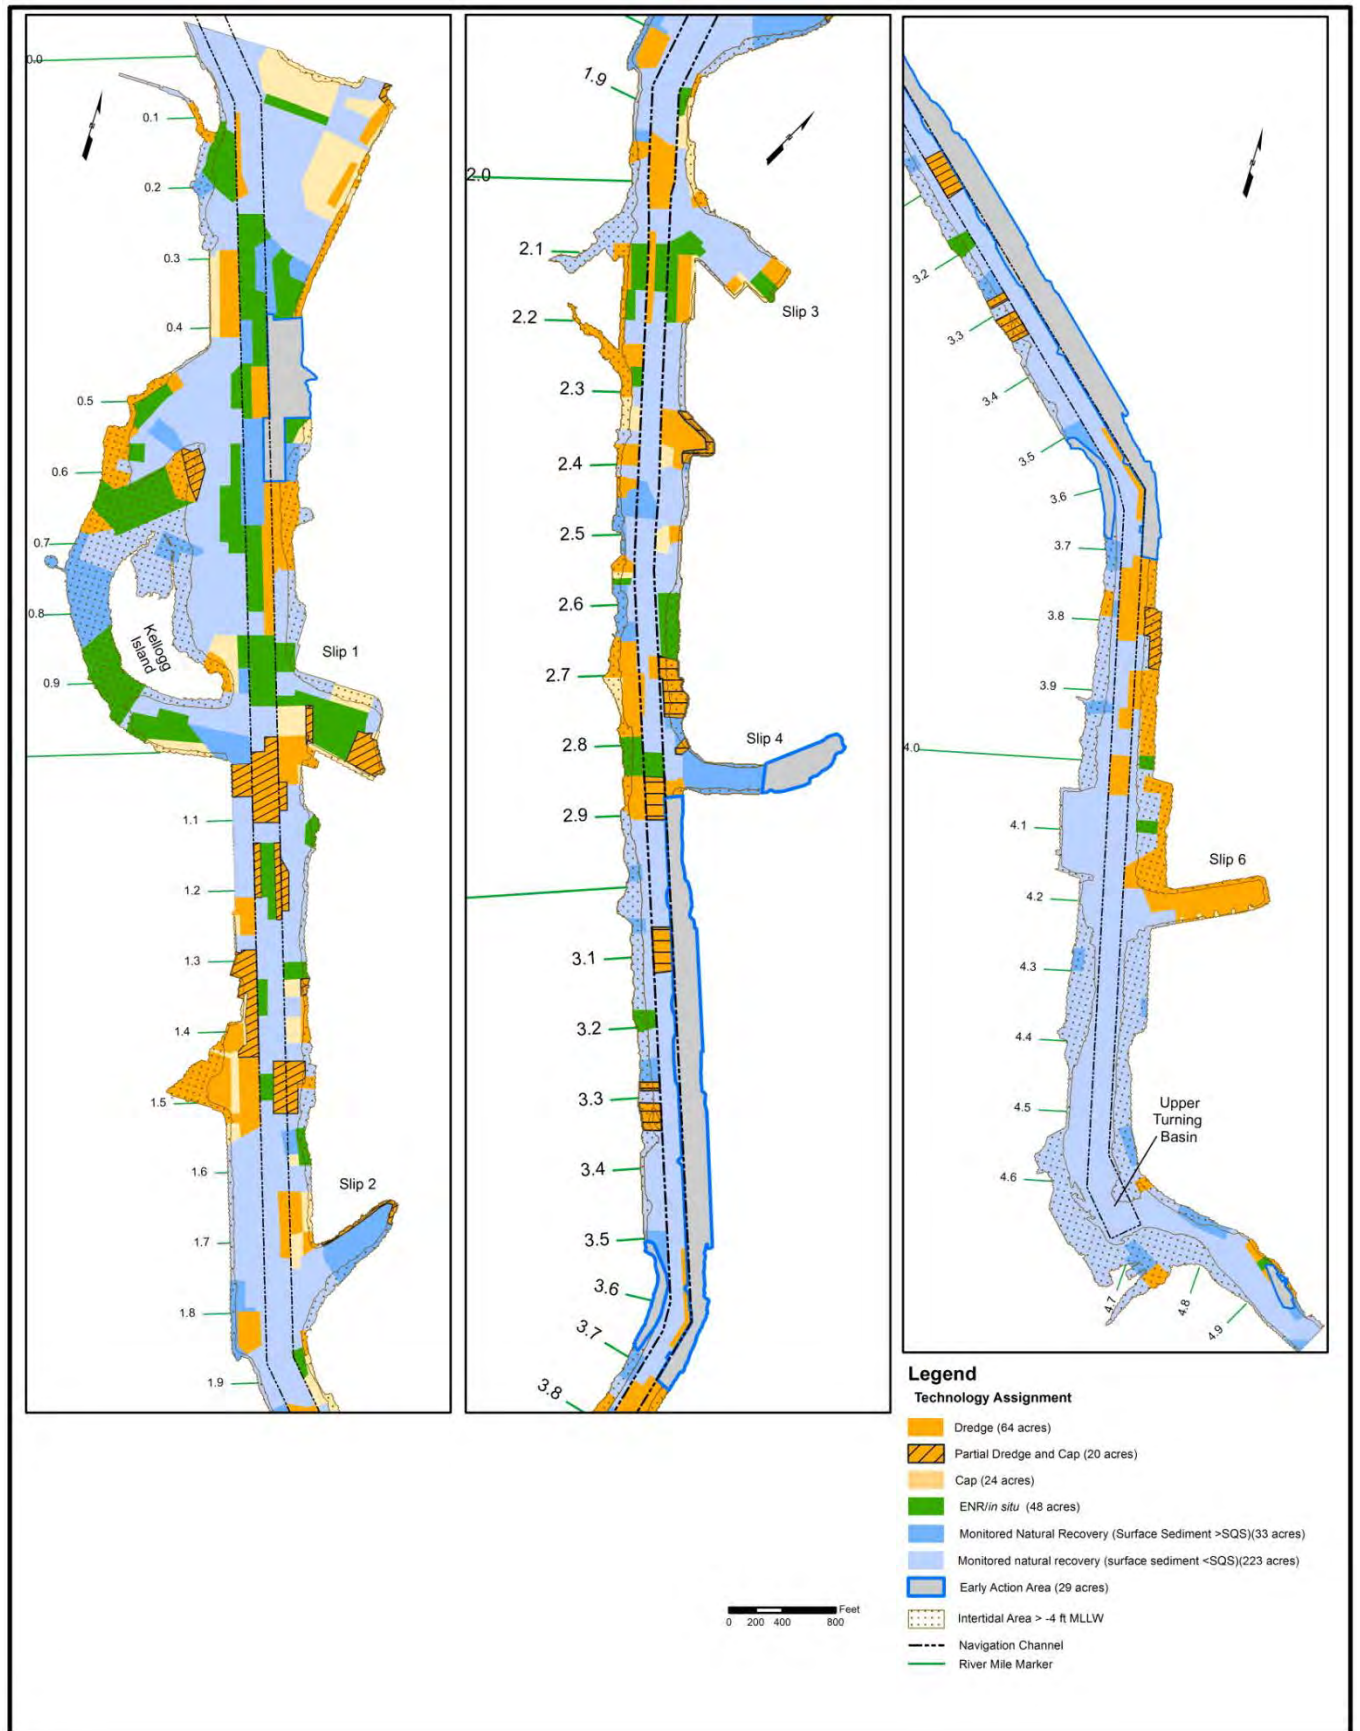 0.0
0.1
0.2
0.3
0.4
0.5
0.6
0.7
0.8
0.9
Kellogg
Island
Slip 1
1.1
1.2
1.3
1.4
1.5
1.6
Slip 2
1.7
1.8
1.9
1.9
2.0
2.1
Slip 3
2.2
2.3
2.4
2.5
2.6
2.7
Slip 4
2.8
2.9
3.1
3.2
3.3
3.4
3.5
3.6
3.7
3.8
3.2
3.3
3.4
3.5
3.6
3.7
3.8
3.9
4.0
4.1
Slip 6
4.2
4.3
4.4
4.5
Upper
Turning
Basin
4.6
4.7
4.8
4.9
Legend
Technology Assignment
Dredge (64 acres)
Partial Dredge and Cap (20 acres)
Cap (24 acres)
ENR/in situ (48 acres)
Monitored Natural Recovery (Surface Sediment >SQS)(33 acres)
Monitored natural recovery (surface sediment <SQS)(223 acres)
Early Action Area (29 acres)
Intertidal Area > -4 ft MLLW
Navigation Channel
River Mile Marker
Feet
0 200 400 800